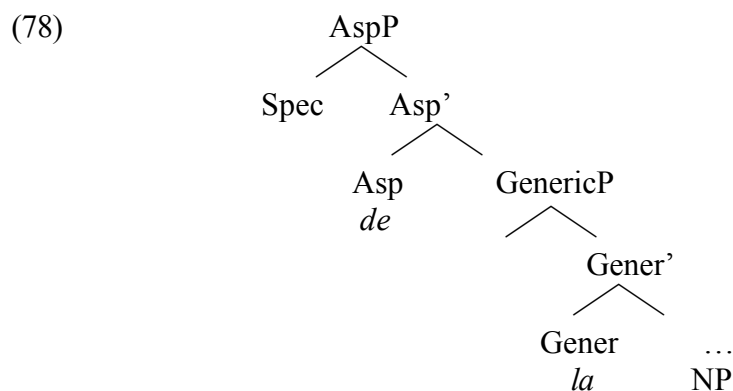 (78) AspP
Spec Asp’
Asp GenericP
de
Gener’
Gener …
la NP